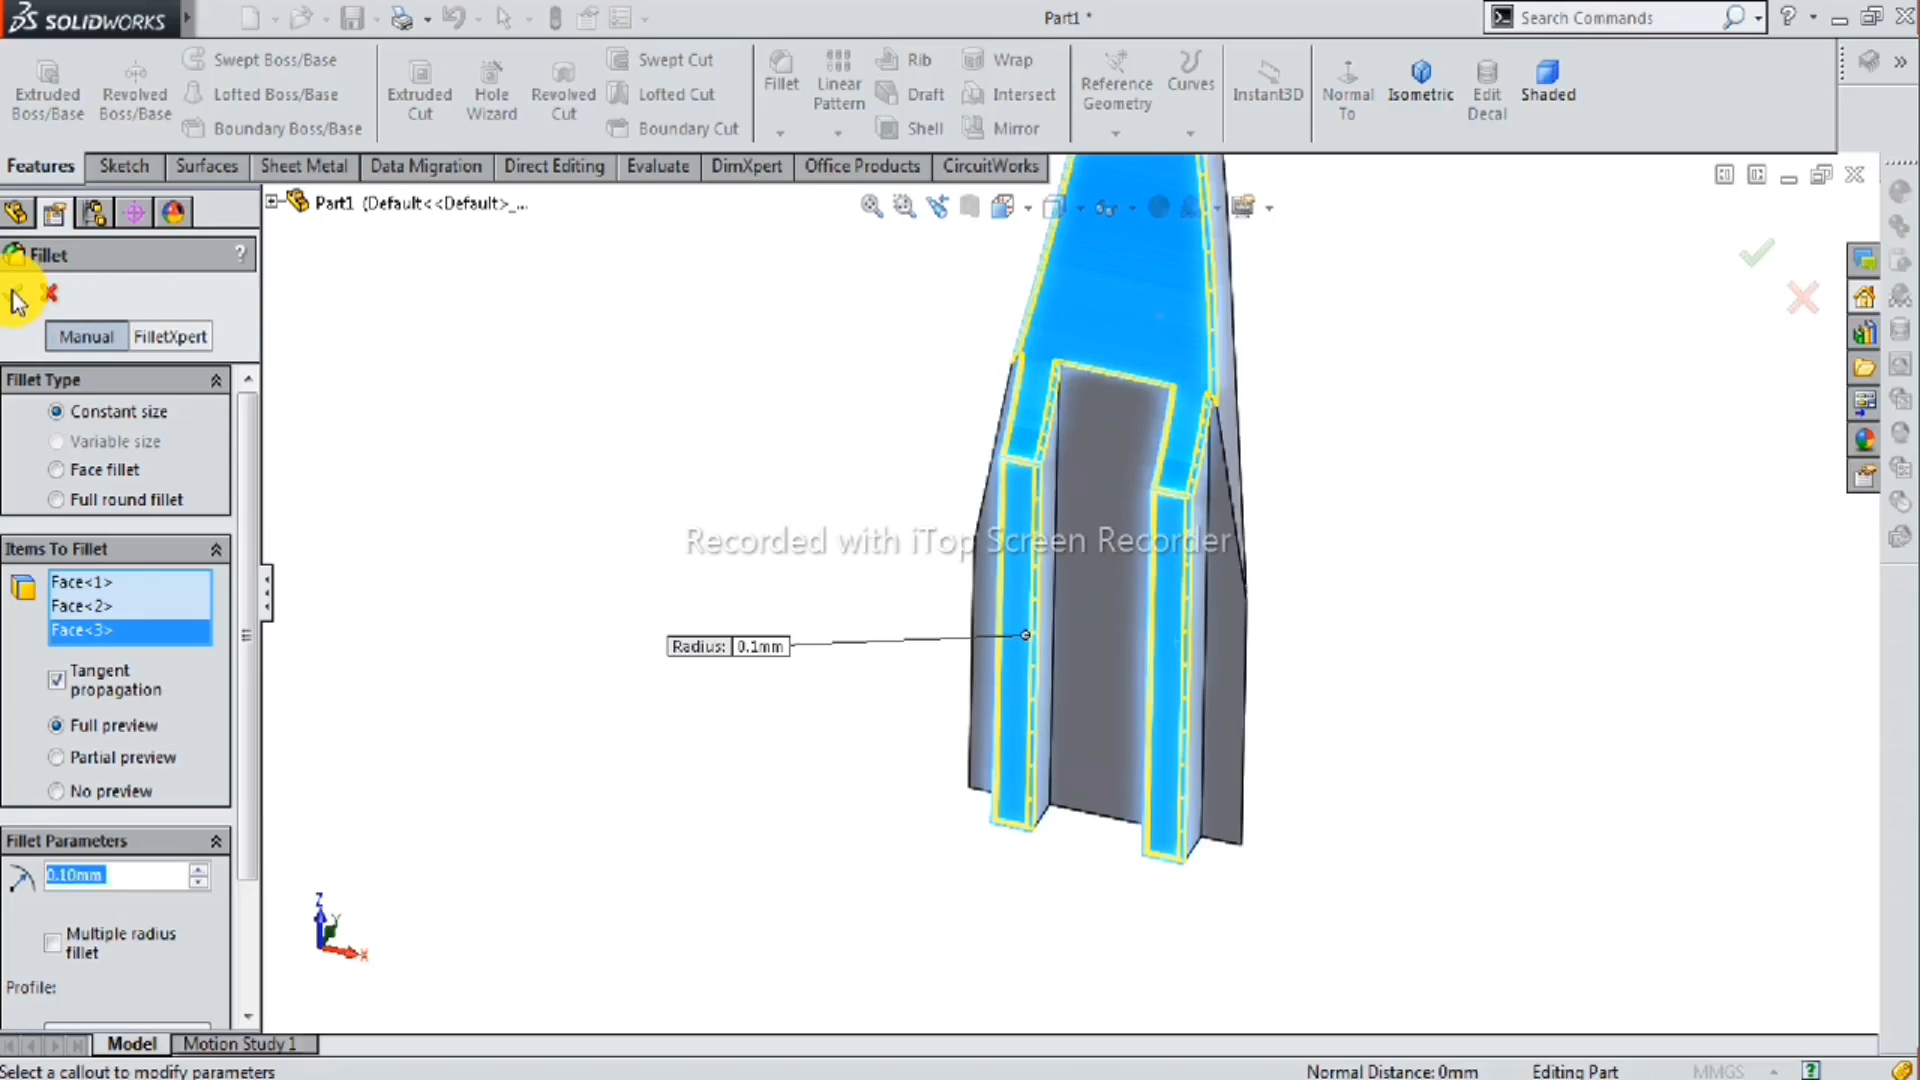 SOLIDWORKS
Part1 *
Search Commands
Extruded Boss/Base
Revolved Boss/Base
Swept Boss/Base
Lofted Boss/Base
Boundary Boss/Base
Extruded Cut
Hole Wizard
Revolved Cut
Swept Cut
Lofted Cut
Boundary Cut
Fillet
Linear Pattern
Rib
Draft
Shell
Wrap
Intersect
Mirror
Reference Geometry
Curves
Instant3D
Normal To
Isometric
Edit Decal
Shaded
Features
Sketch
Surfaces
Sheet Metal
Data Migration
Direct Editing
Evaluate
DimXpert
Office Products
CircuitWorks
Part1 (Default<<Default>_...
Fillet
?
Manual
FilletXpert
Fillet Type
Constant size
Variable size
Face fillet
Full round fillet
Items To Fillet
Face<1>
Face<2>
Face<3>
Tangent
propagation
Full preview
Partial preview
No preview
Fillet Parameters
0.10mm
Multiple radius
fillet
Profile:
Recorded with iTop Screen Recorder
Radius: 0.1mm
Z
Y
X
Model
Motion Study 1
Select a callout to modify parameters
Normal Distance: 0mm
Editing Part
MMGS